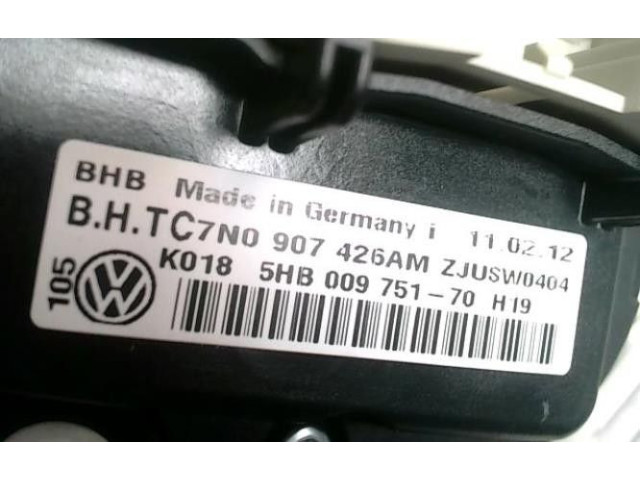 BHB Made in Germany i 11.02.12
B.H.TC7N0 907 426AM ZJUSW0404
105 K018 5HB 009 751-70 H19